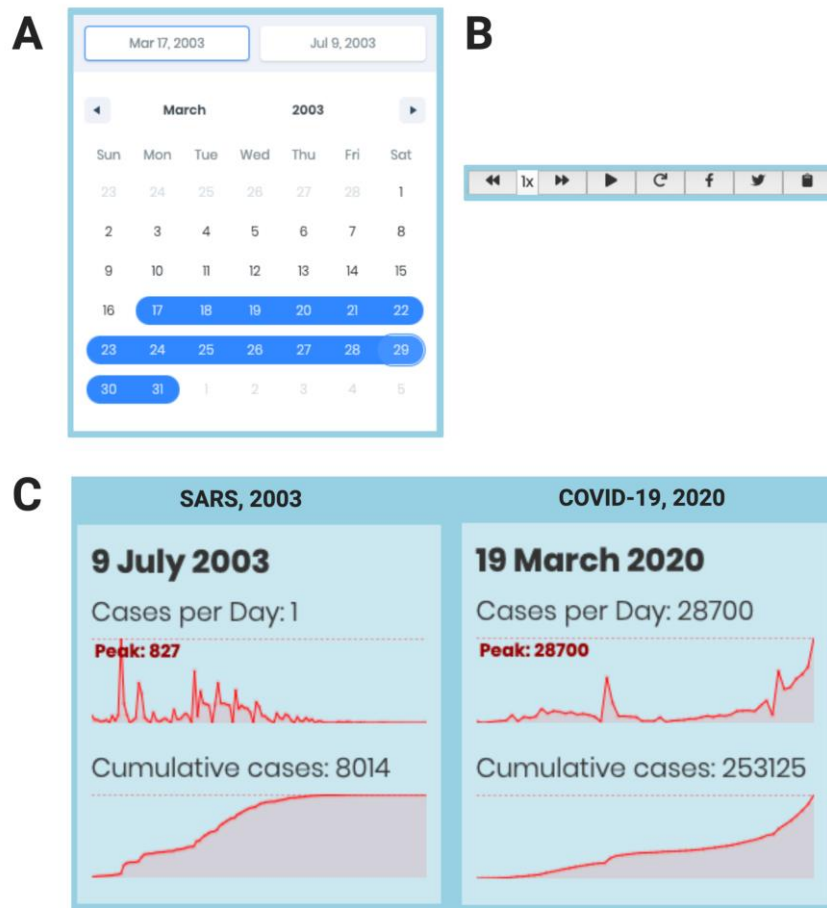 A
B
Mar 17, 2003 Jul 9, 2003
March 2003
Sun Mon Tue Wed Thu Fri Sat
23 24 25 26 27 28 1
2 3 4 5 6 7 8
9 10 11 12 13 14 15
16 17 18 19 20 21 22
23 24 25 26 27 28 29
30 31 1 2 3 4 5
1x
C
SARS, 2003
9 July 2003
Cases per Day: 1
Peak: 827
Cumulative cases: 8014
COVID-19, 2020
19 March 2020
Cases per Day: 28700
Peak: 28700
Cumulative cases: 253125